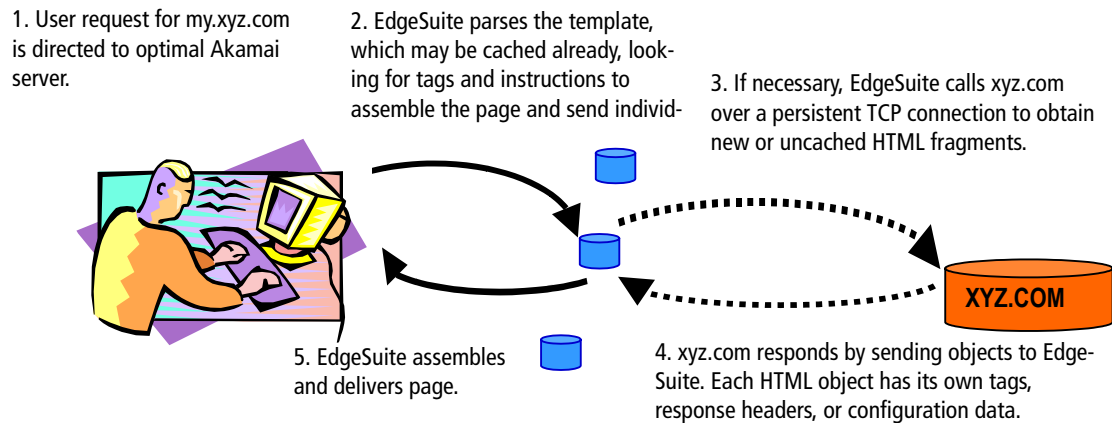 1. User request for my.xyz.com
is directed to optimal Akamai
server.
2. EdgeSuite parses the template,
which may be cached already, look-
ing for tags and instructions to
assemble the page and send individ-
3. If necessary, EdgeSuite calls xyz.com
over a persistent TCP connection to obtain
new or uncached HTML fragments.
XYZ.COM
4. xyz.com responds by sending objects to Edge-
Suite. Each HTML object has its own tags,
response headers, or configuration data.
5. EdgeSuite assembles
and delivers page.